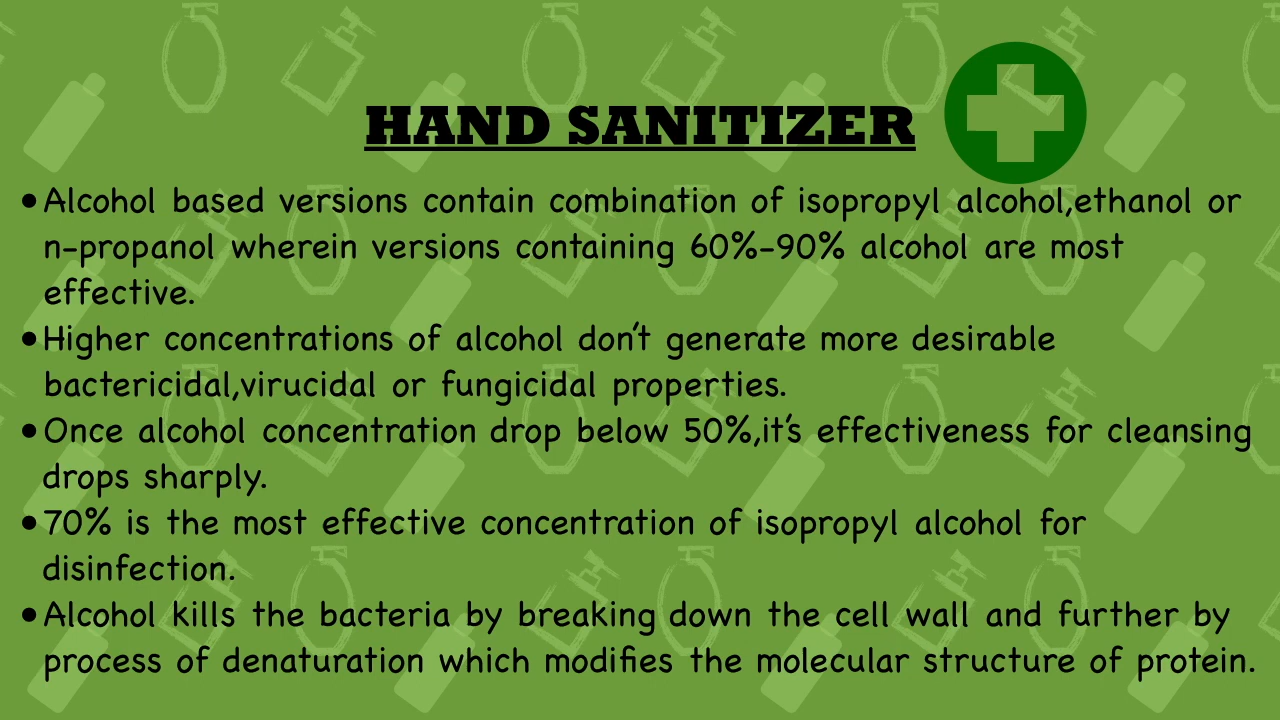 HAND SANITIZER
•Alcohol based versions contain combination of isopropyl alcohol,ethanol or
n-propanol wherein versions containing 60%-90% alcohol are most
effective.
•Higher concentrations of alcohol don't generate more desirable
bactericidal,virucidal or fungicidal properties.
•Once alcohol concentration drop below 50%,it's effectiveness for cleansing
drops sharply.
•70% is the most effective concentration of isopropyl alcohol for
disinfection.
•Alcohol kills the bacteria by breaking down the cell wall and further by
process of denaturation which modifies the molecular structure of protein.